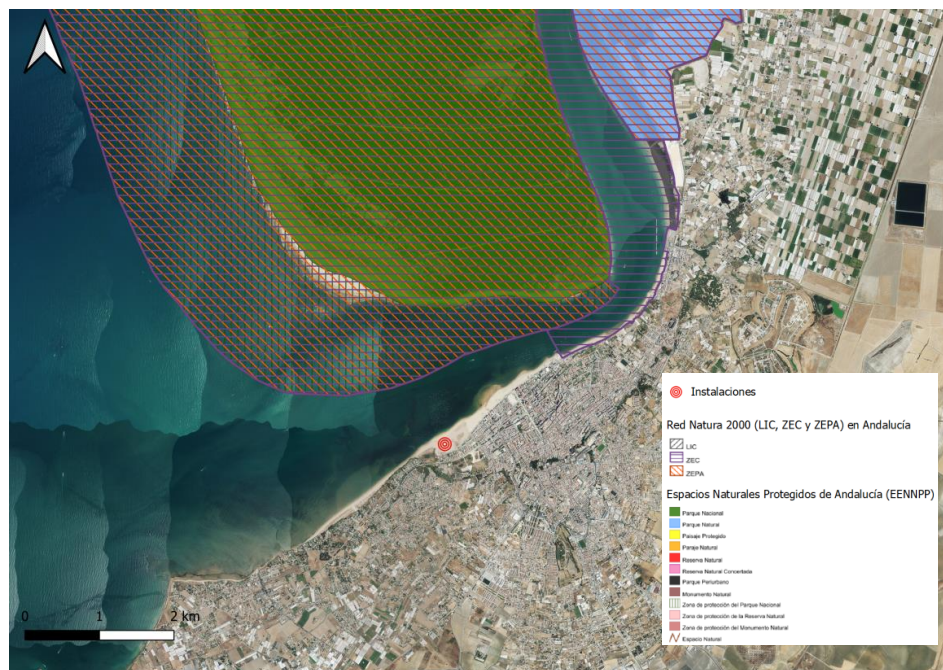 Instalaciones
Red Natura 2000 (LIC, ZEC y ZEPA) en Andalucía
LIC
ZEC
ZEPA
Espacios Naturales Protegidos de Andalucía (EENNPP)
Parque Nacional
Parque Natural
Paisaje Protegido
Paraje Natural
Reserva Natural
Reserva Natural Concertada
Parque Periurbano
Monumento Natural
Zona de protección del Parque Nacional
Zona de protección de la Reserva Natural
Zona de protección del Monumento Natural
Espacio Natural
0 1 2 km